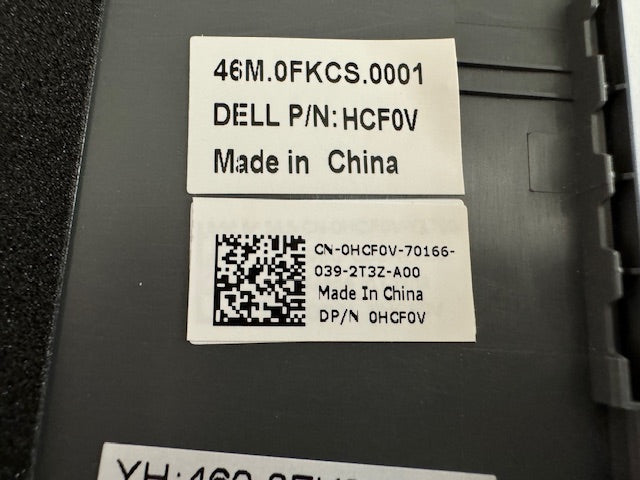 46M.0FKCS.0001
DELL P/N:HCF0V
Made in China
CN-0HCF0V-70166-
039-2T3Z-A00
Made In China
DP/N 0HCF0V